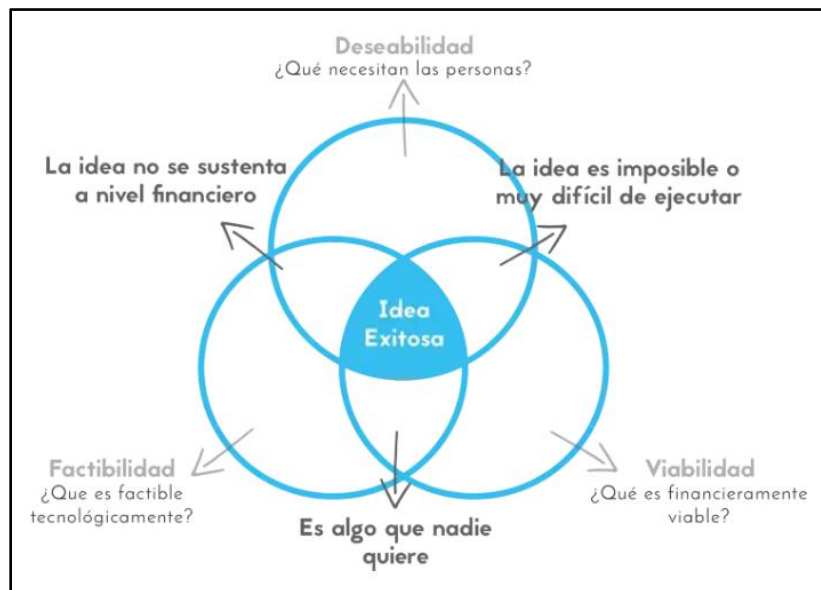 Deseabilidad
¿Qué necesitan las personas?
La idea no se sustenta
a nivel financiero
La idea es imposible o
muy difícil de ejecutar
Idea
Exitosa
Factibilidad
¿Que es factible
tecnológicamente?
Viabilidad
¿Qué es financieramente
viable?
Es algo que nadie
quiere